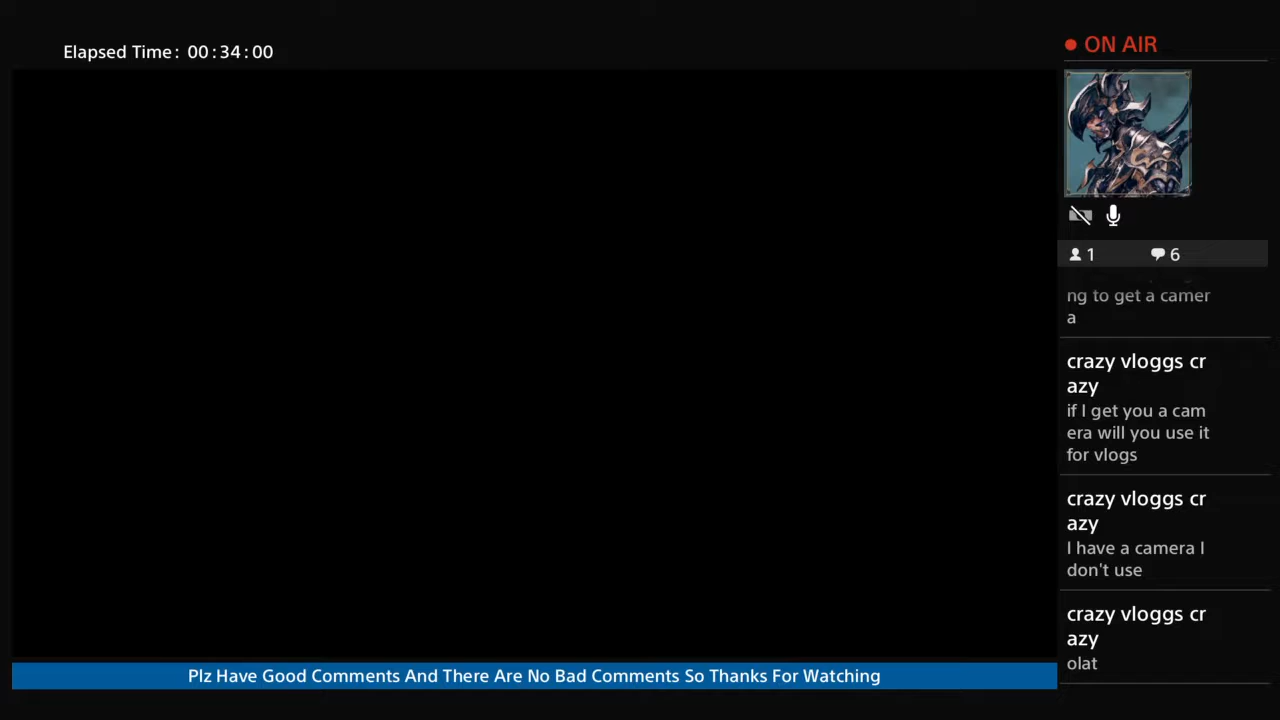 Elapsed Time: 00:34:00
ON AIR
1
6
ng to get a camer
a
crazy vloggs cr
azy
if I get you a cam
era will you use it
for vlogs
crazy vloggs cr
azy
I have a camera I
don't use
crazy vloggs cr
azy
olat
Plz Have Good Comments And There Are No Bad Comments So Thanks For Watching